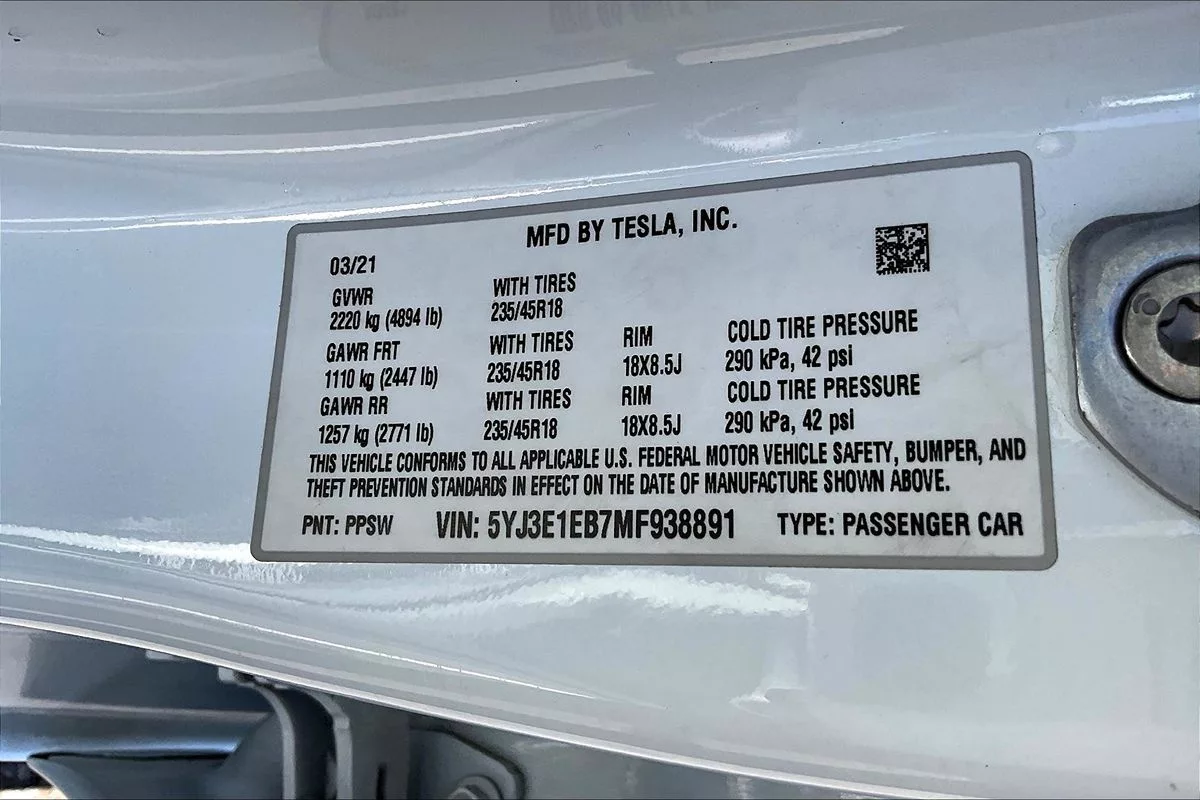 MFD BY TESLA, INC.
03/21
GVWR WITH TIRES
2220 kg (4894 lb) 235/45R18
GAWR FRT WITH TIRES RIM COLD TIRE PRESSURE
1110 kg (2447 lb) 235/45R18 18X8.5J 290 kPa, 42 psi
GAWR RR WITH TIRES RIM COLD TIRE PRESSURE
1257 kg (2771 lb) 235/45R18 18X8.5J 290 kPa, 42 psi
THIS VEHICLE CONFORMS TO ALL APPLICABLE U.S. FEDERAL MOTOR VEHICLE SAFETY, BUMPER, AND
THEFT PREVENTION STANDARDS IN EFFECT ON THE DATE OF MANUFACTURE SHOWN ABOVE.
PNT: PPSW VIN: 5YJ3E1EB7MF938891 TYPE: PASSENGER CAR